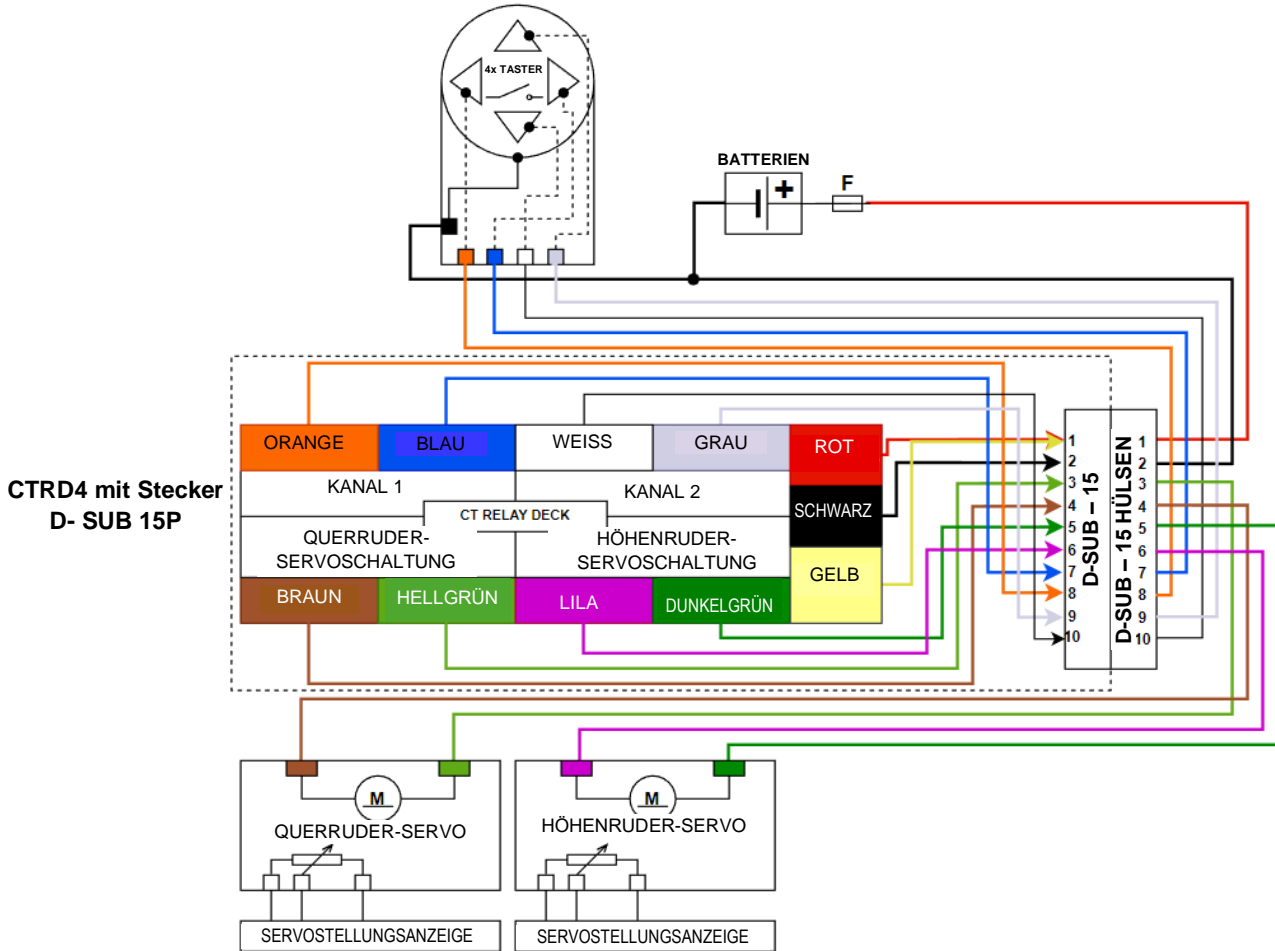 4x TASTER
BATTERIEN
+
F
CTRD4 mit Stecker
D- SUB 15P
ORANGE
BLAU
WEISS
GRAU
ROT
KANAL 1
KANAL 2
CT RELAY DECK
SCHWARZ
QUERRUDER-
SERVOSCHALTUNG
HÖHENRUDER-
SERVOSCHALTUNG
GELB
BRAUN
HELLGRÜN
LILA
DUNKELGRÜN
1
2
3
4
5
6
7
8
9
10
D-SUB – 15
D-SUB – 15 HÜLSEN
1
2
3
4
5
6
7
8
9
10
M
QUERRUDER-SERVO
M
HÖHENRUDER-SERVO
SERVOSTELLUNGSANZEIGE
SERVOSTELLUNGSANZEIGE